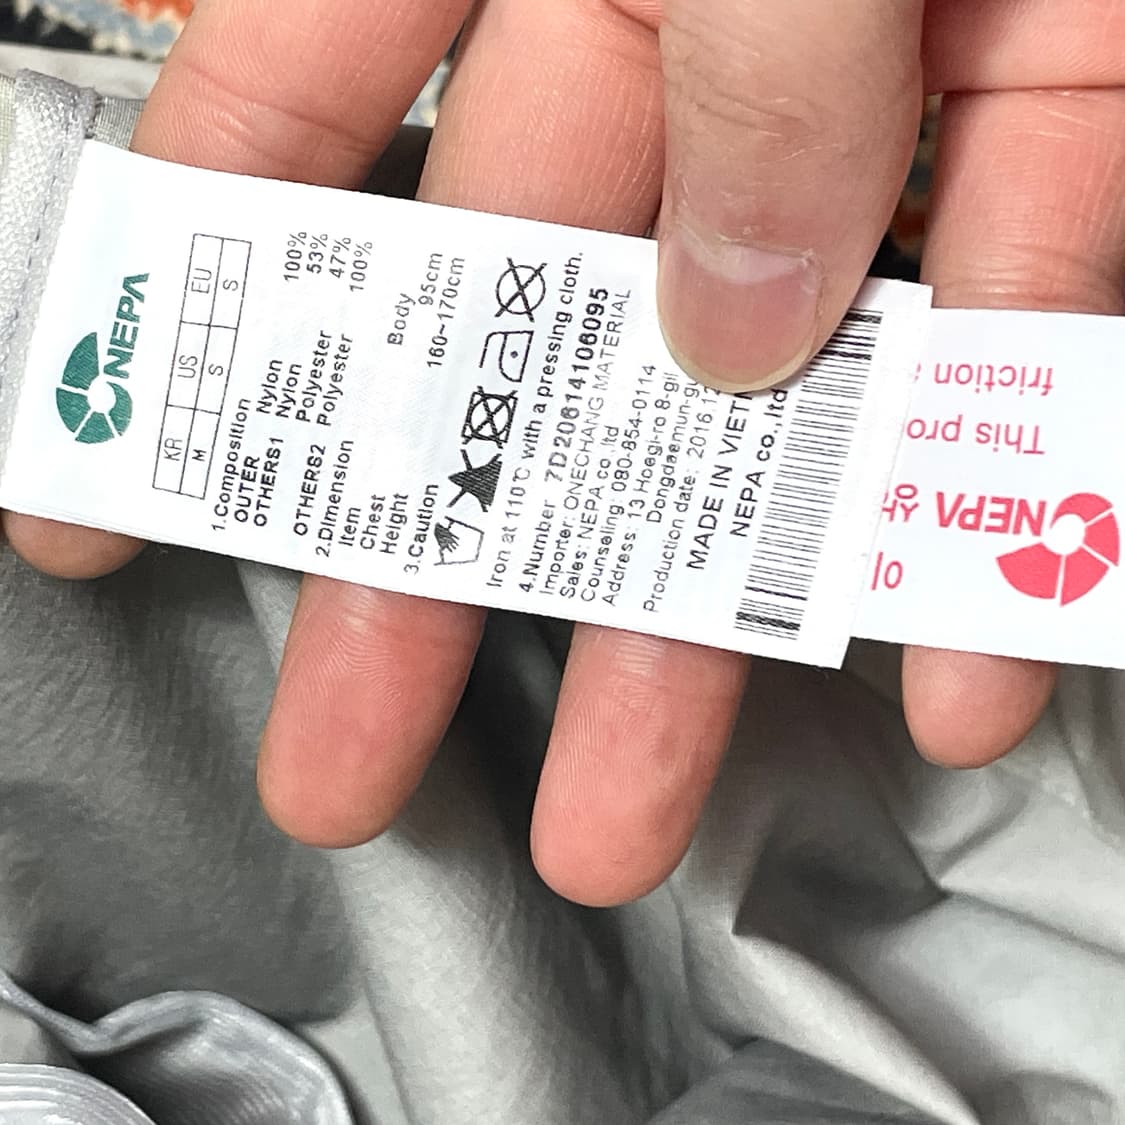 NEPA
KR US EU
M S S
1.Composition
OUTER Nylon 100%
OTHERS1 Nylon 53%
Polyester 47%
OTHERS2 Polyester 100%
2.Dimension
Item Body
Chest 95cm
Height 160~170cm
3.Caution
Iron at 110℃ with a pressing cloth.
4.Number 7D20614106095
Importer: ONECHANG MATERIAL
Sales: NEPA co.,ltd
Counseling: 080-854-0114
Address: 13 Hoegi-ro 8-gil
Dongdaemun-gu
Production date: 2016.1
MADE IN VIETN
NEPA co.,ltd
NEPA
이
This pro
friction